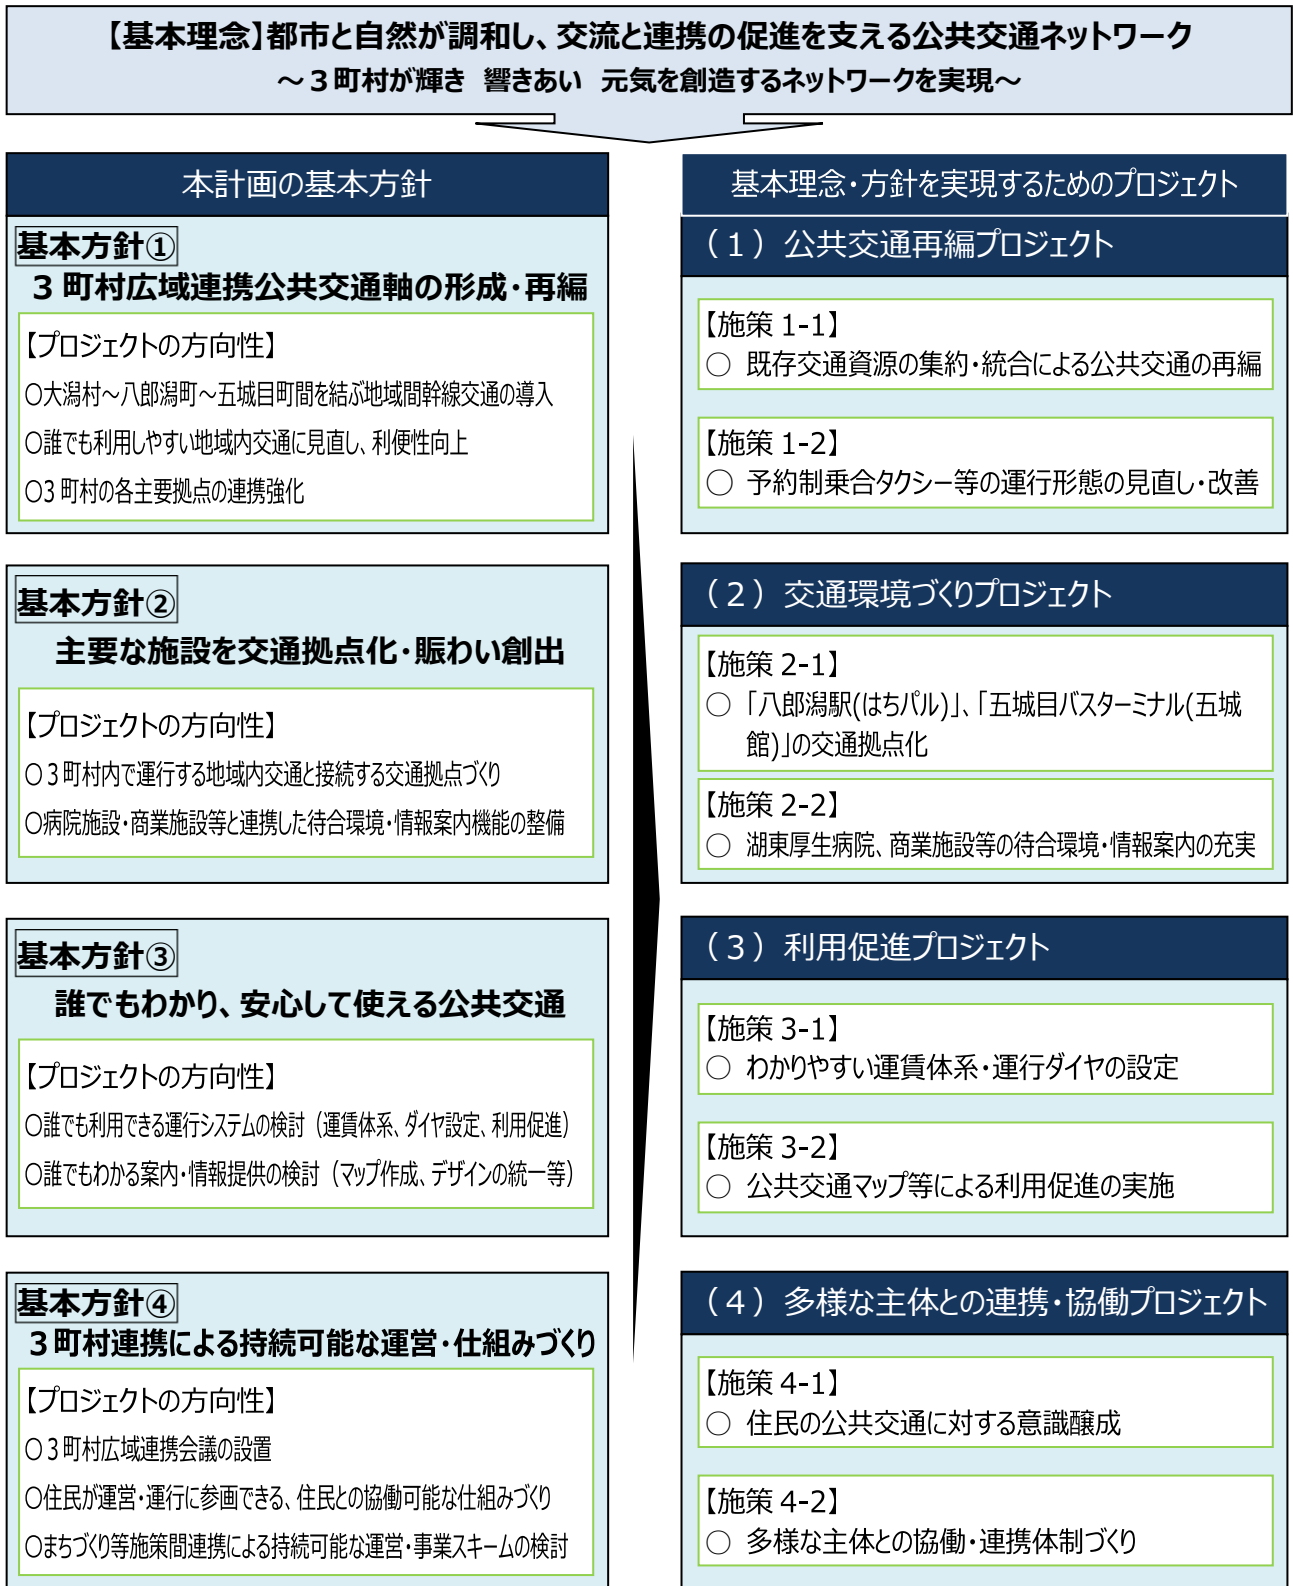 【基本理念】都市と自然が調和し、交流と連携の促進を支える公共交通ネットワーク
～３町村が輝き 響きあい 元気を創造するネットワークを実現～
本計画の基本方針
基本方針①
３町村広域連携公共交通軸の形成・再編
【プロジェクトの方向性】
○大潟村～八郎潟町～五城目町間を結ぶ地域間幹線交通の導入
○誰でも利用しやすい地域内交通に見直し、利便性向上
○3 町村の各主要拠点の連携強化
基本方針②
主要な施設を交通拠点化・賑わい創出
【プロジェクトの方向性】
○３町村内で運行する地域内交通と接続する交通拠点づくり
○病院施設・商業施設等と連携した待合環境・情報案内機能の整備
基本方針③
誰でもわかり、安心して使える公共交通
【プロジェクトの方向性】
○誰でも利用できる運行システムの検討（運賃体系、ダイヤ設定、利用促進）
○誰でもわかる案内・情報提供の検討（マップ作成、デザインの統一等）
基本方針④
３町村連携による持続可能な運営・仕組みづくり
【プロジェクトの方向性】
○３町村広域連携会議の設置
○住民が運営・運行に参画できる、住民との協働可能な仕組みづくり
○まちづくり等施策間連携による持続可能な運営・事業スキームの検討
基本理念・方針を実現するためのプロジェクト
（１）公共交通再編プロジェクト
【施策 1-1】
○ 既存交通資源の集約・統合による公共交通の再編
【施策 1-2】
○ 予約制乗合タクシー等の運行形態の見直し・改善
（２）交通環境づくりプロジェクト
【施策 2-1】
○ 「八郎潟駅(はちパル)」、「五城目バスターミナル(五城
館)」の交通拠点化
【施策 2-2】
○ 湖東厚生病院、商業施設等の待合環境・情報案内の充実
（３）利用促進プロジェクト
【施策 3-1】
○ わかりやすい運賃体系・運行ダイヤの設定
【施策 3-2】
○ 公共交通マップ等による利用促進の実施
（４）多様な主体との連携・協働プロジェクト
【施策 4-1】
○ 住民の公共交通に対する意識醸成
【施策 4-2】
○ 多様な主体との協働・連携体制づくり